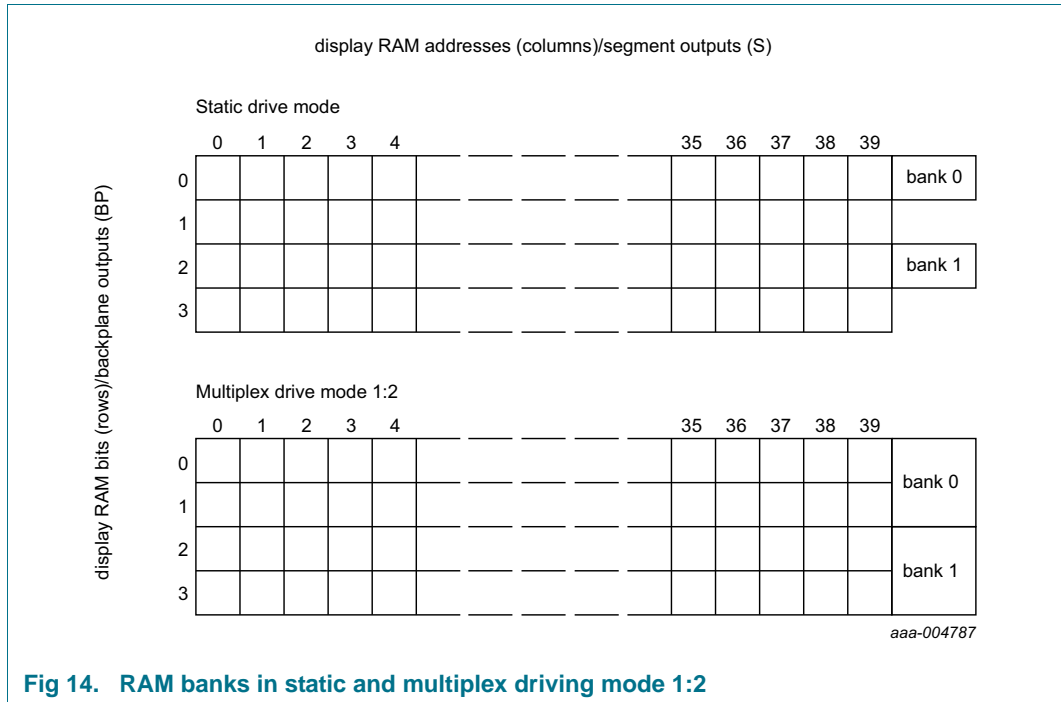 display RAM addresses (columns)/segment outputs (S)
Static drive mode
0 1 2 3 4 35 36 37 38 39
0 bank 0
1
2 bank 1
3
display RAM bits (rows)/backplane outputs (BP)
Multiplex drive mode 1:2
0 1 2 3 4 35 36 37 38 39
0
bank 0
1
2
bank 1
3
aaa-004787
Fig 14. RAM banks in static and multiplex driving mode 1:2